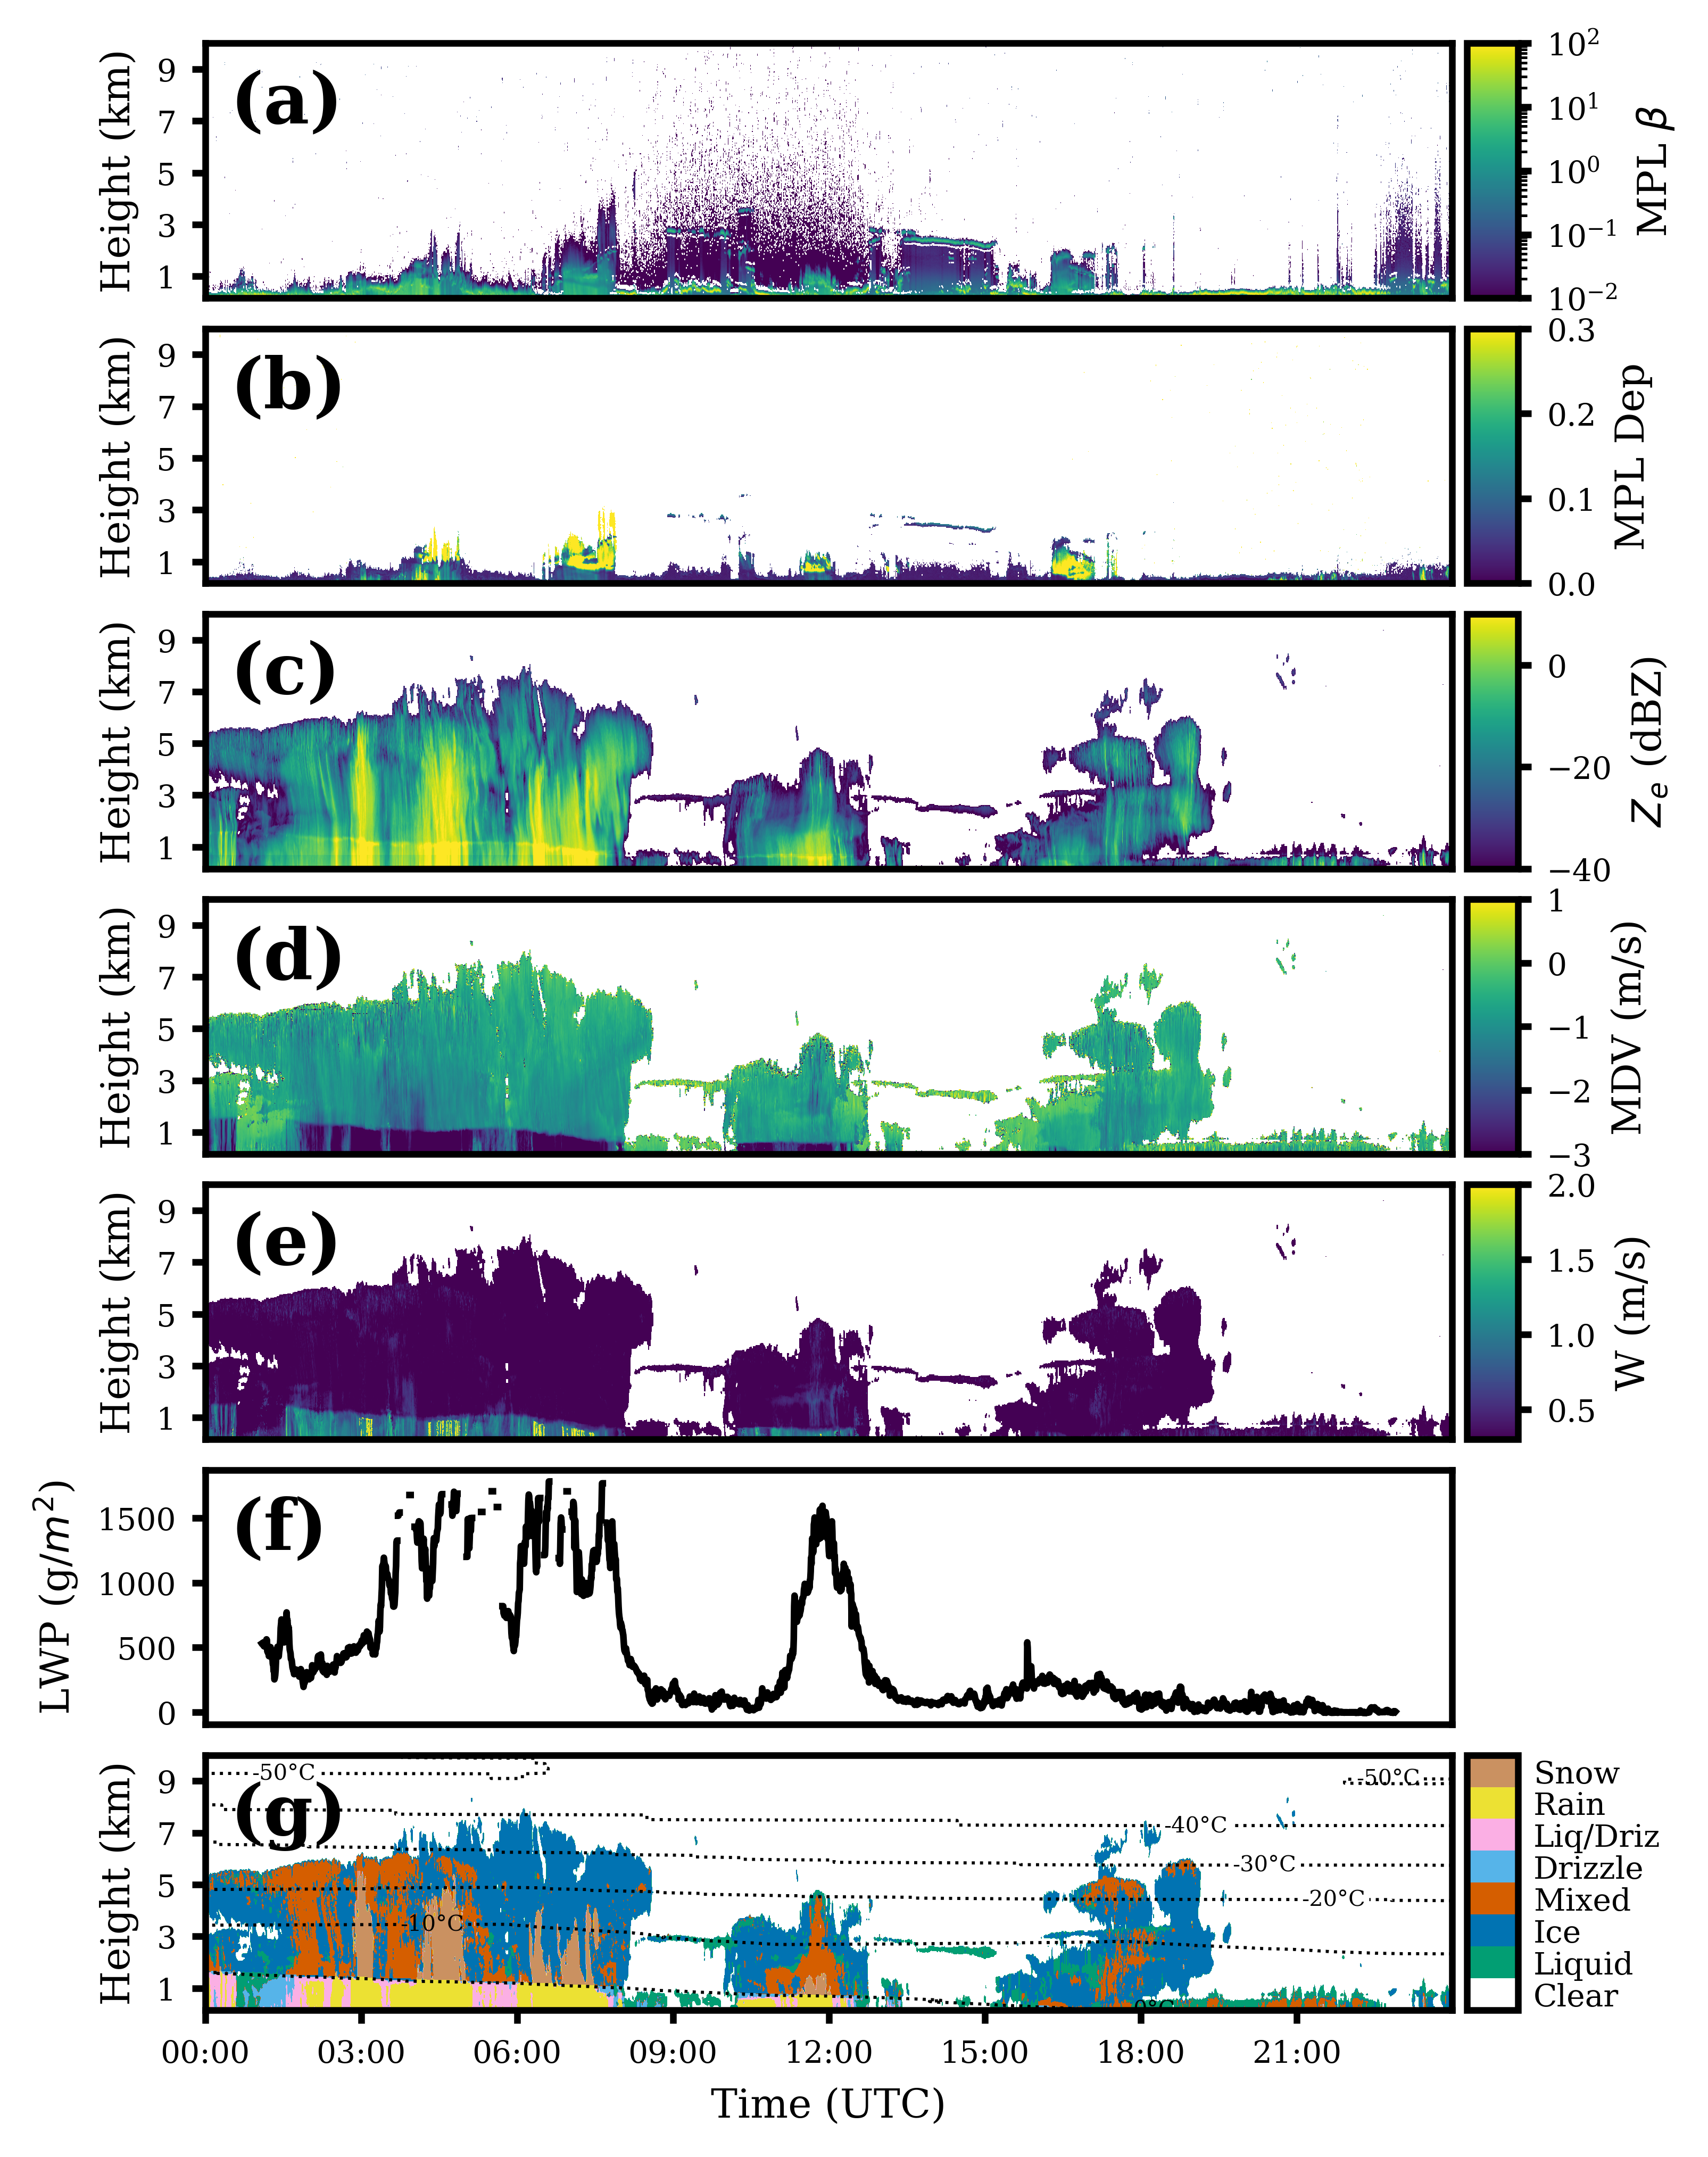 (a)
Height (km)
9
7
5
3
1
10²
10¹
10⁰
10⁻¹
10⁻²
MPL β
(b)
Height (km)
9
7
5
3
1
0.3
0.2
0.1
0.0
MPL Dep
(c)
Height (km)
9
7
5
3
1
0
−20
−40
Zₑ (dBZ)
(d)
Height (km)
9
7
5
3
1
1
0
−1
−2
−3
MDV (m/s)
(e)
Height (km)
9
7
5
3
1
2.0
1.5
1.0
0.5
W (m/s)
(f)
LWP (g/m²)
1500
1000
500
0
(g)
Height (km)
9
7
5
3
1
-50°C
-50°C
-40°C
-30°C
-20°C
-10°C
0°C
Snow
Rain
Liq/Driz
Drizzle
Mixed
Ice
Liquid
Clear
00:00 03:00 06:00 09:00 12:00 15:00 18:00 21:00
Time (UTC)